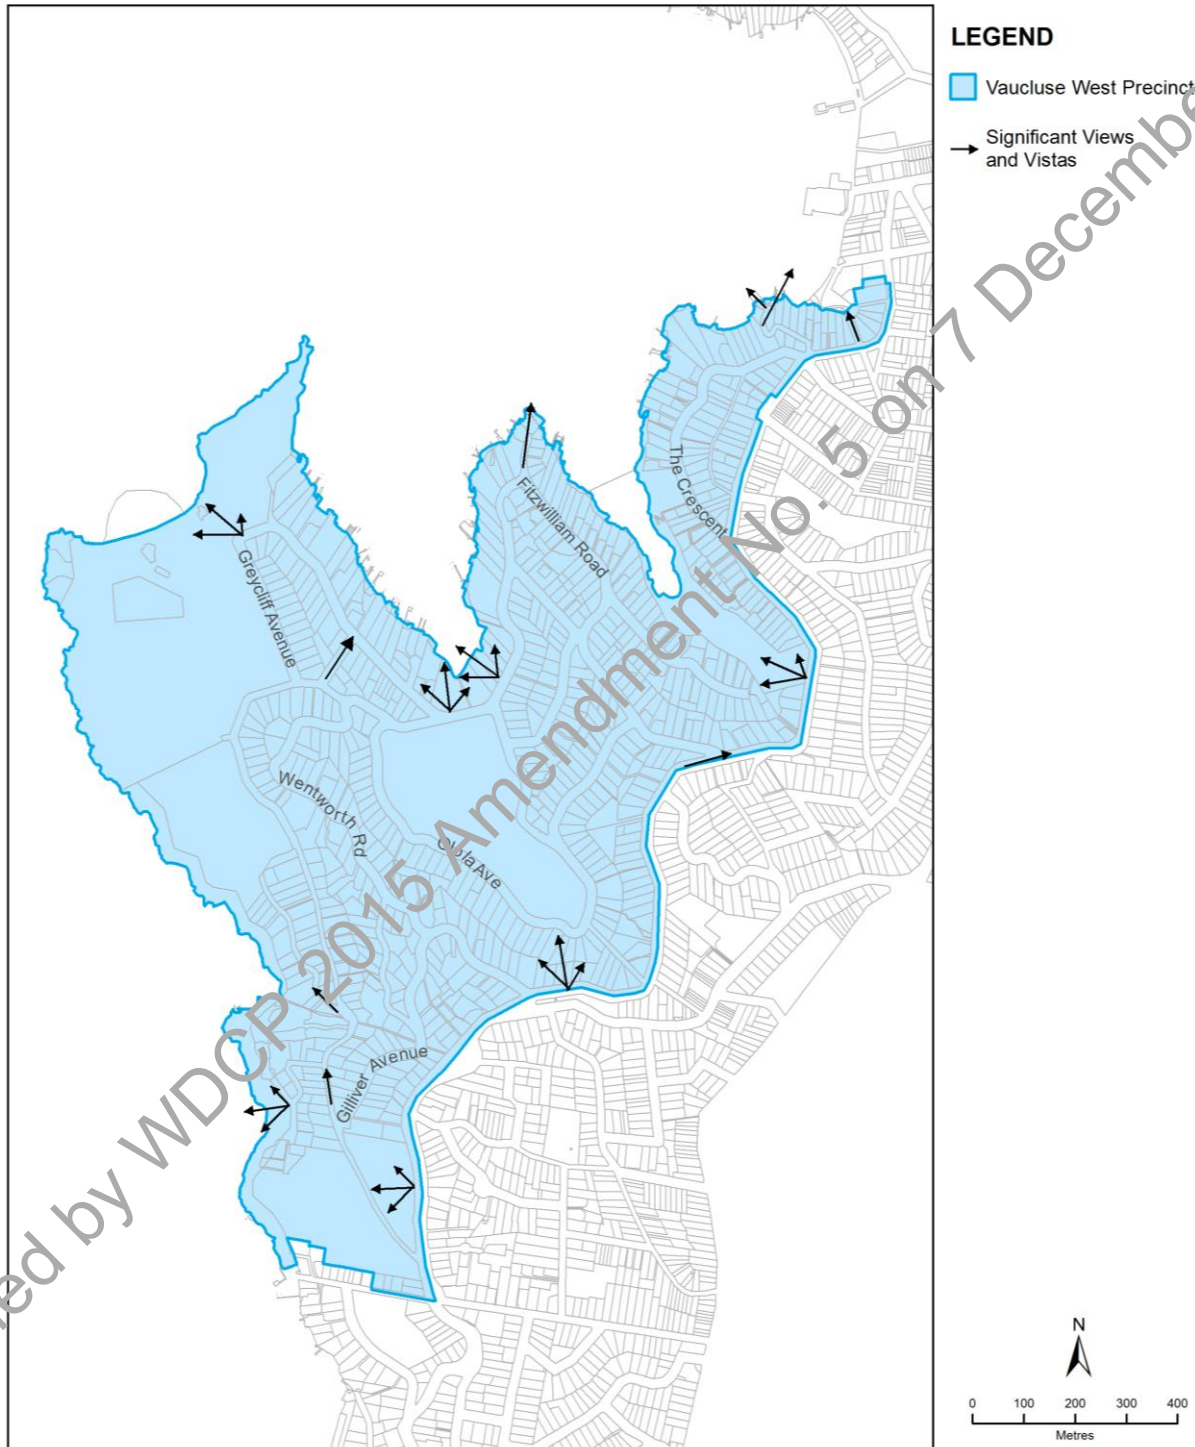 LEGEND
Vaucluse West Precinct
Significant Views
and Vistas
The Crescent
Fitzwilliam Road
Greycliff Avenue
Wentworth Rd
Olola Ave
Gilliver Avenue
ed by WDCP 2015 Amendment No. 5 on 7 Decembe
N
0 100 200 300 400
Metres